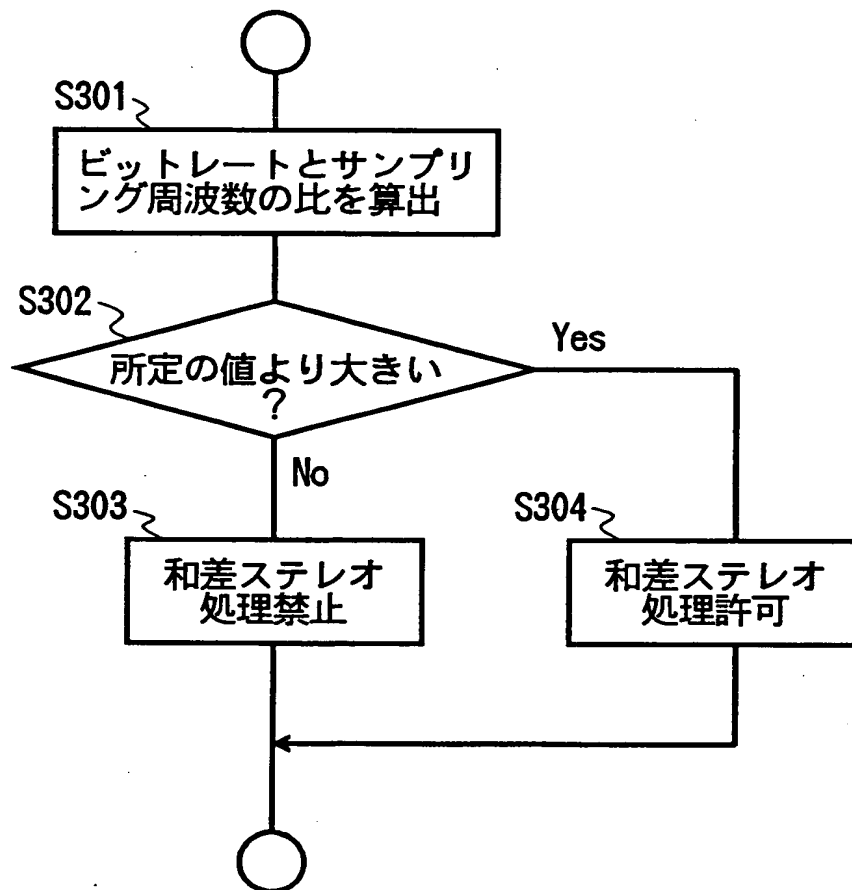 S301
ビットレートとサンプリ
ング周波数の比を算出
S302
所定の値より大きい
?
Yes
No
S303
和差ステレオ
処理禁止
S304
和差ステレオ
処理許可